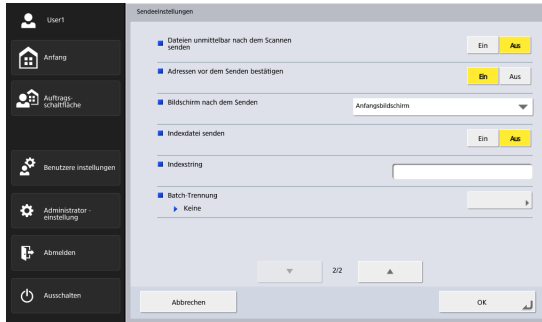 User1
Anfang
Auftrags-
schaltfläche
Benutzere instellungen
Administrator -
einstellung
Abmelden
Ausschalten
Sendeeinstellungen
Dateien unmittelbar nach dem Scannen
senden
Ein Aus
Adressen vor dem Senden bestätigen
Ein Aus
Bildschirm nach dem Senden
Anfangsbildschirm
Indexdatei senden
Ein Aus
Indexstring
Batch-Trennung
Keine
2/2
Abbrechen
OK